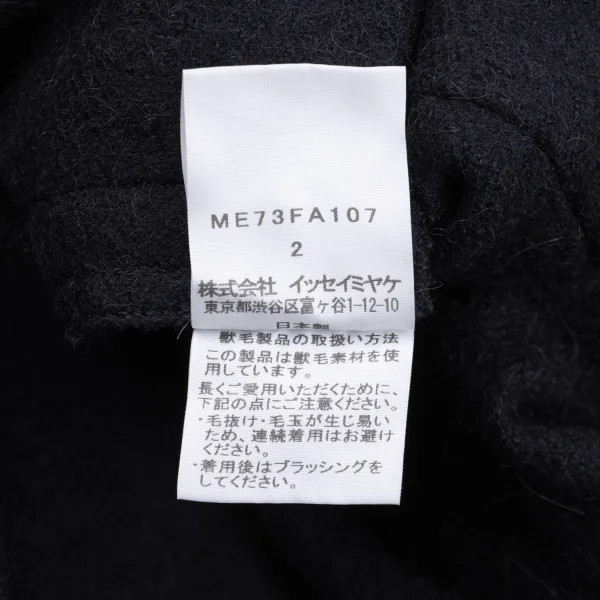 ME73FA107
2
株式会社 イッセイミヤケ
東京都渋谷区富ヶ谷1-12-10
日本製
獣毛製品の取扱い方法
この製品は獣毛素材を使
用しています。
長くご愛用いただくために、
下記の点にご注意ください。
・毛抜け・毛玉が生じ易い
ため、連続着用はお避け
ください。
・着用後はブラッシングを
してください。